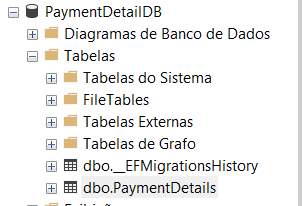 PaymentDetailDB
Diagramas de Banco de Dados
Tabelas
Tabelas do Sistema
FileTables
Tabelas Externas
Tabelas de Grafo
dbo.__EFMigrationsHistory
dbo.PaymentDetails